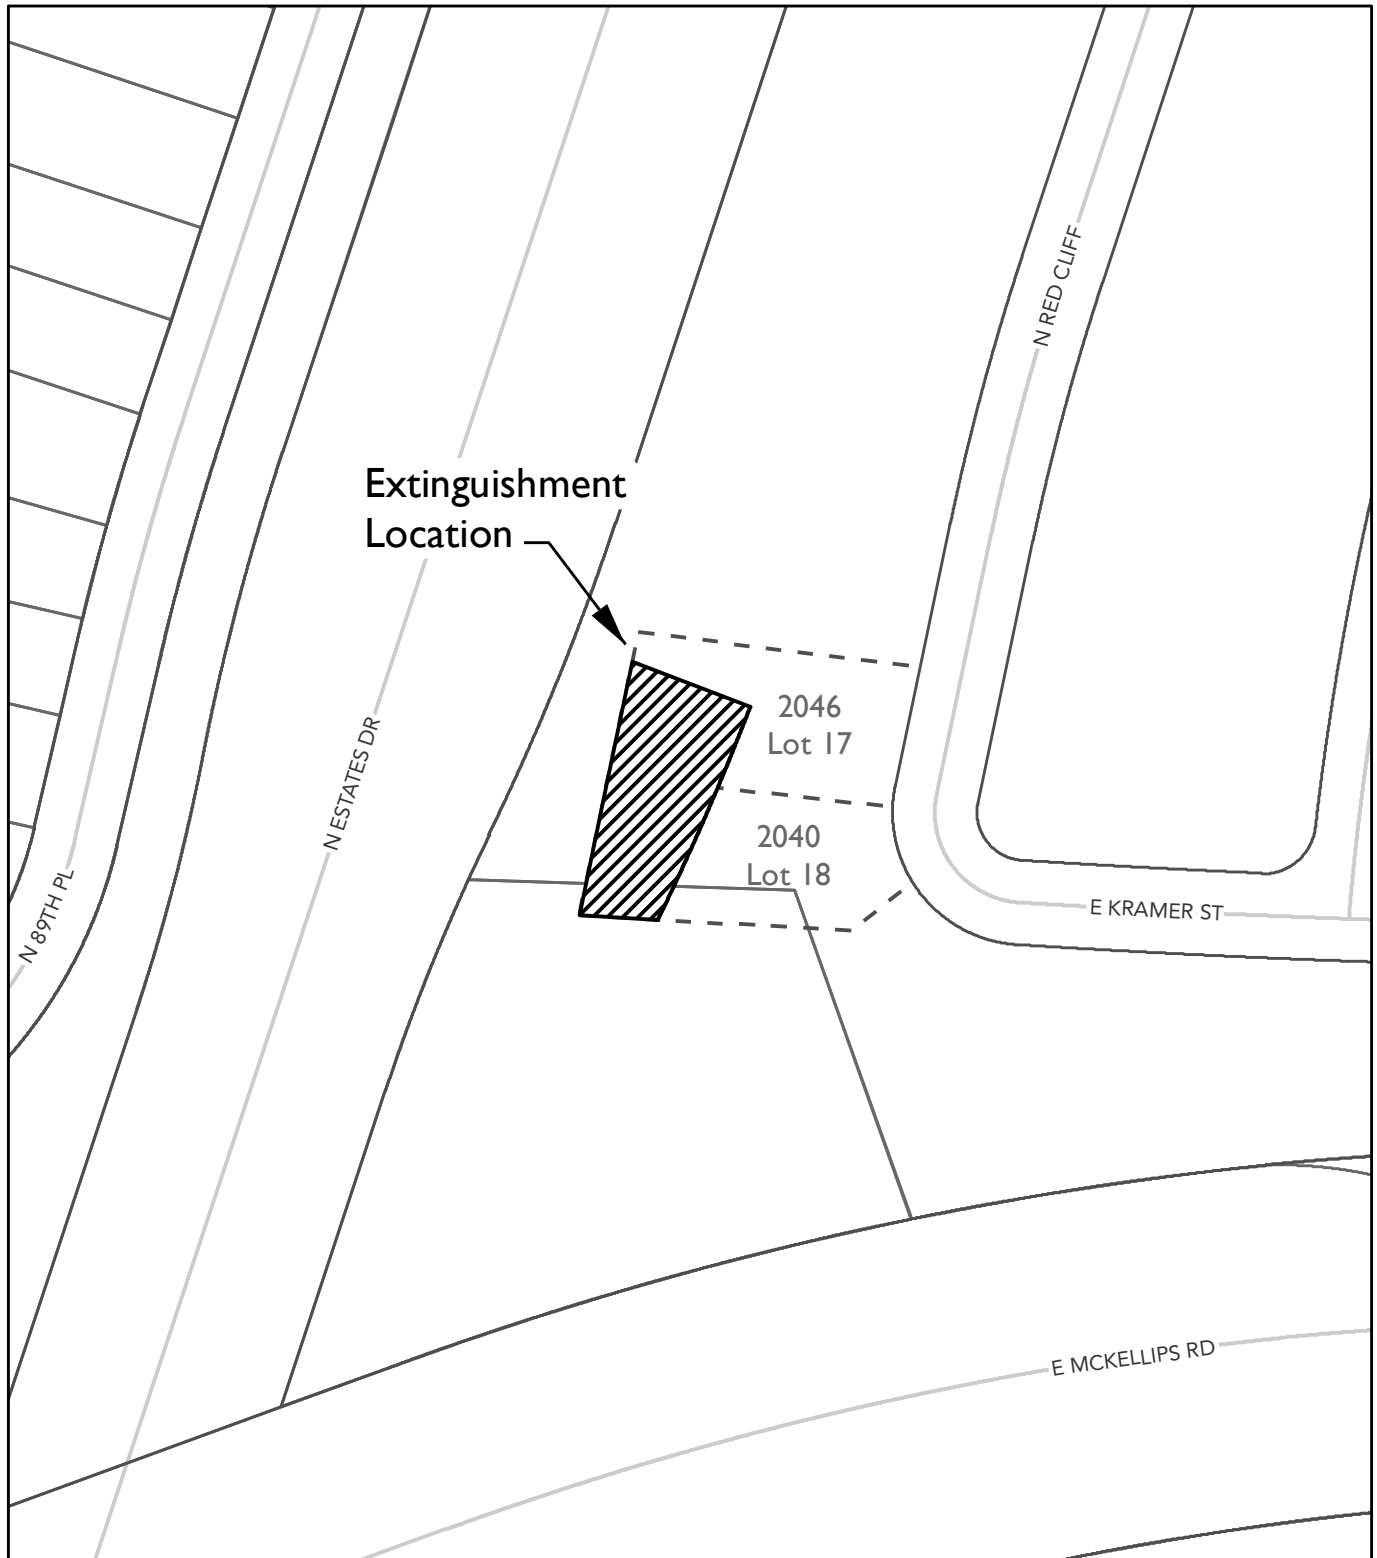 N RED CLIFF
Extinguishment
Location
2046
Lot 17
N ESTATES DR
2040
Lot 18
N 89TH PL
E KRAMER ST
E MCKELLIPS RD